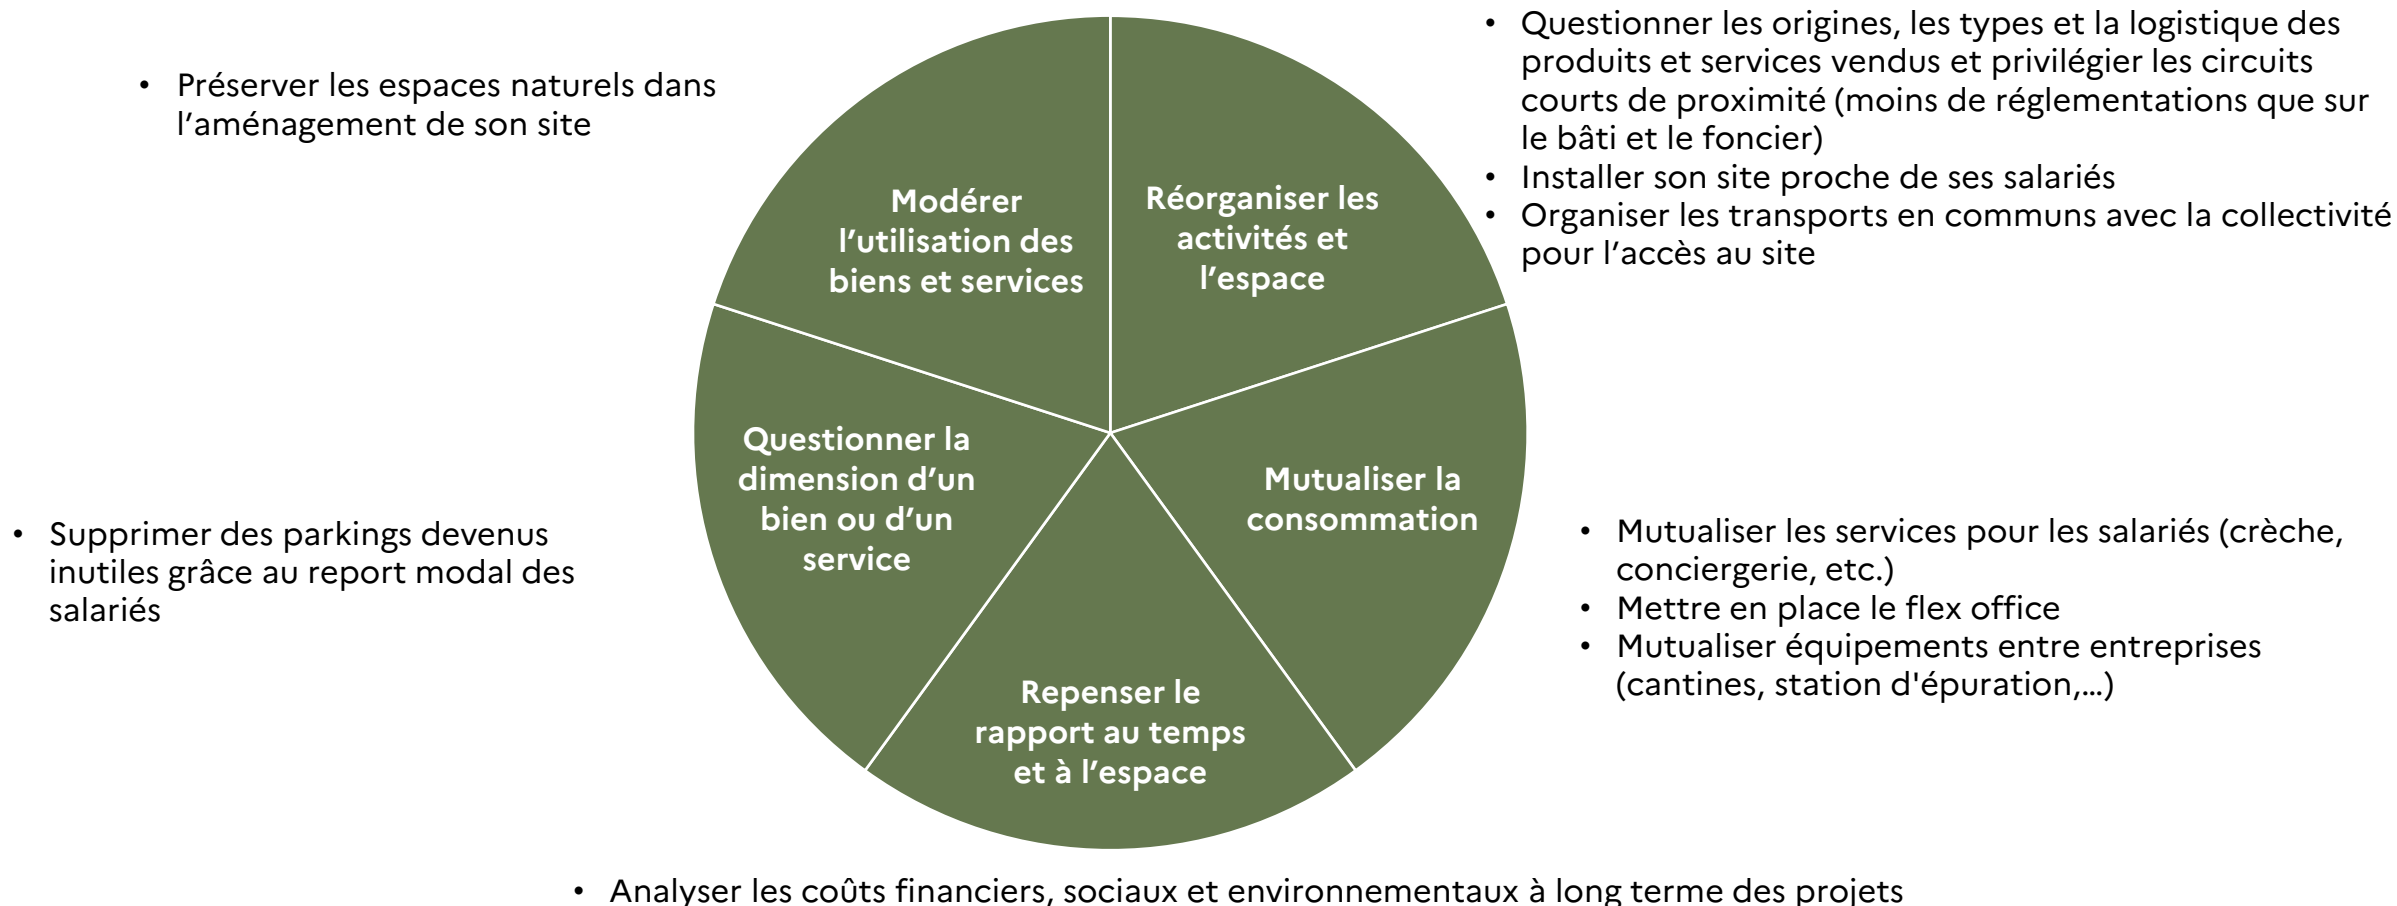 • Préserver les espaces naturels dans
l’aménagement de son site
• Questionner les origines, les types et la logistique des
produits et services vendus et privilégier les circuits
courts de proximité (moins de réglementations que sur
le bâti et le foncier)
• Installer son site proche de ses salariés
• Organiser les transports en communs avec la collectivité
pour l’accès au site
Modérer
l’utilisation des
biens et services
Réorganiser les
activités et
l’espace
Questionner la
dimension d’un
bien ou d’un
service
Mutualiser la
consommation
• Supprimer des parkings devenus
inutiles grâce au report modal des
salariés
• Mutualiser les services pour les salariés (crèche,
conciergerie, etc.)
• Mettre en place le flex office
• Mutualiser équipements entre entreprises
(cantines, station d'épuration,…)
Repenser le
rapport au temps
et à l’espace
• Analyser les coûts financiers, sociaux et environnementaux à long terme des projets